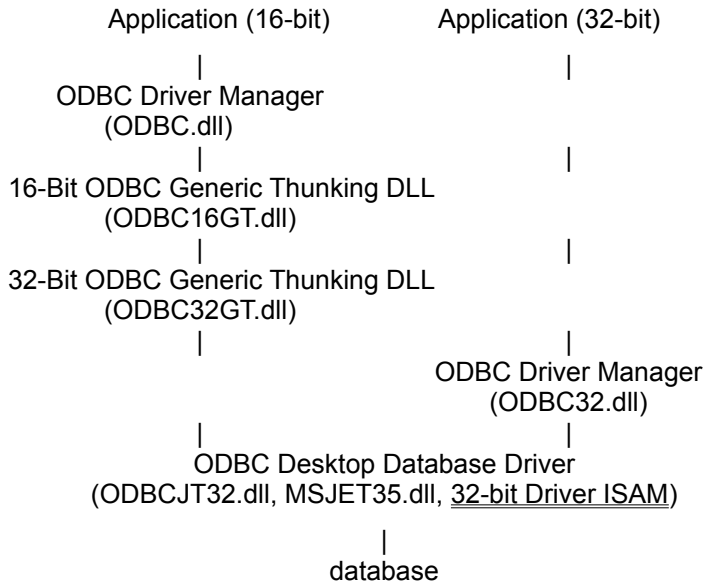 Application (16-bit) Application (32-bit)
| |
ODBC Driver Manager
(ODBC.dll)
| |
16-Bit ODBC Generic Thunking DLL
(ODBC16GT.dll)
| |
32-Bit ODBC Generic Thunking DLL
(ODBC32GT.dll)
| |
ODBC Driver Manager
(ODBC32.dll)
| |
ODBC Desktop Database Driver
(ODBCJT32.dll, MSJET35.dll, 32-bit Driver ISAM)
|
database